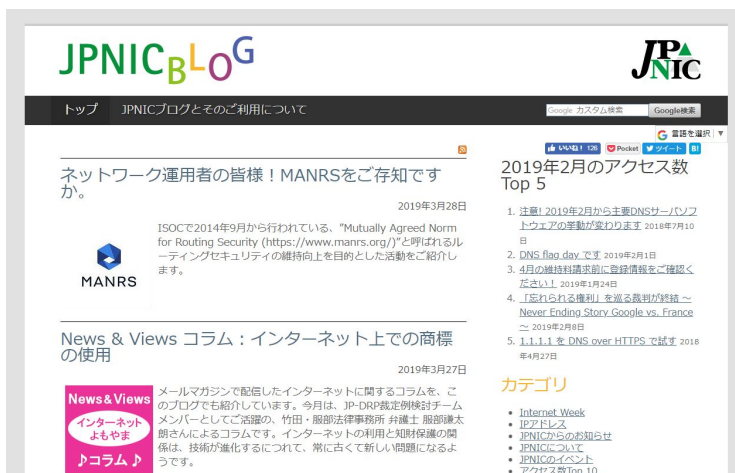 JPNICBLOG
JPNIC
トップ JPNICブログとそのご利用について
Google カスタム検索 Google検索
G 言語を選択 ▼
いいね! 126 Pocket ツイート B!
ネットワーク運用者の皆様！MANRSをご存知です
か。
2019年3月28日
MANRS
ISOCで2014年9月から行われている、“Mutually Agreed Norm
for Routing Security (https://www.manrs.org/)”と呼ばれるル
ーティングセキュリティの維持向上を目的とした活動をご紹介し
ます。
News & Views コラム：インターネット上での商標
の使用
2019年3月27日
News&Views
インターネット
よもやま
♪コラム♪
メールマガジンで配信したインターネットに関するコラムを、こ
のブログでも紹介しています。今月は、JP-DRP裁定例検討チーム
メンバーとしてご活躍の、竹田・服部法律事務所 弁護士 服部謙太
朗さんによるコラムです。インターネットの利用と知財保護の関
係は、技術が進化するにつれて、常に古くて新しい問題になるよ
うです。
2019年2月のアクセス数
Top 5
1. 注意! 2019年2月から主要DNSサーバソフ
トウェアの挙動が変わります 2018年7月10
日
2. DNS flag day です 2019年2月1日
3. 4月の維持料請求前に登録情報をご確認く
ださい！ 2019年1月24日
4. 「忘れられる権利」を巡る裁判が終結 ～
Never Ending Story Google vs. France
～ 2019年2月8日
5. 1.1.1.1 を DNS over HTTPS で試す 2018
年4月27日
カテゴリ
Internet Week
IPアドレス
JPNICからのお知らせ
JPNICについて
JPNICのイベント
アクセス数Top 10